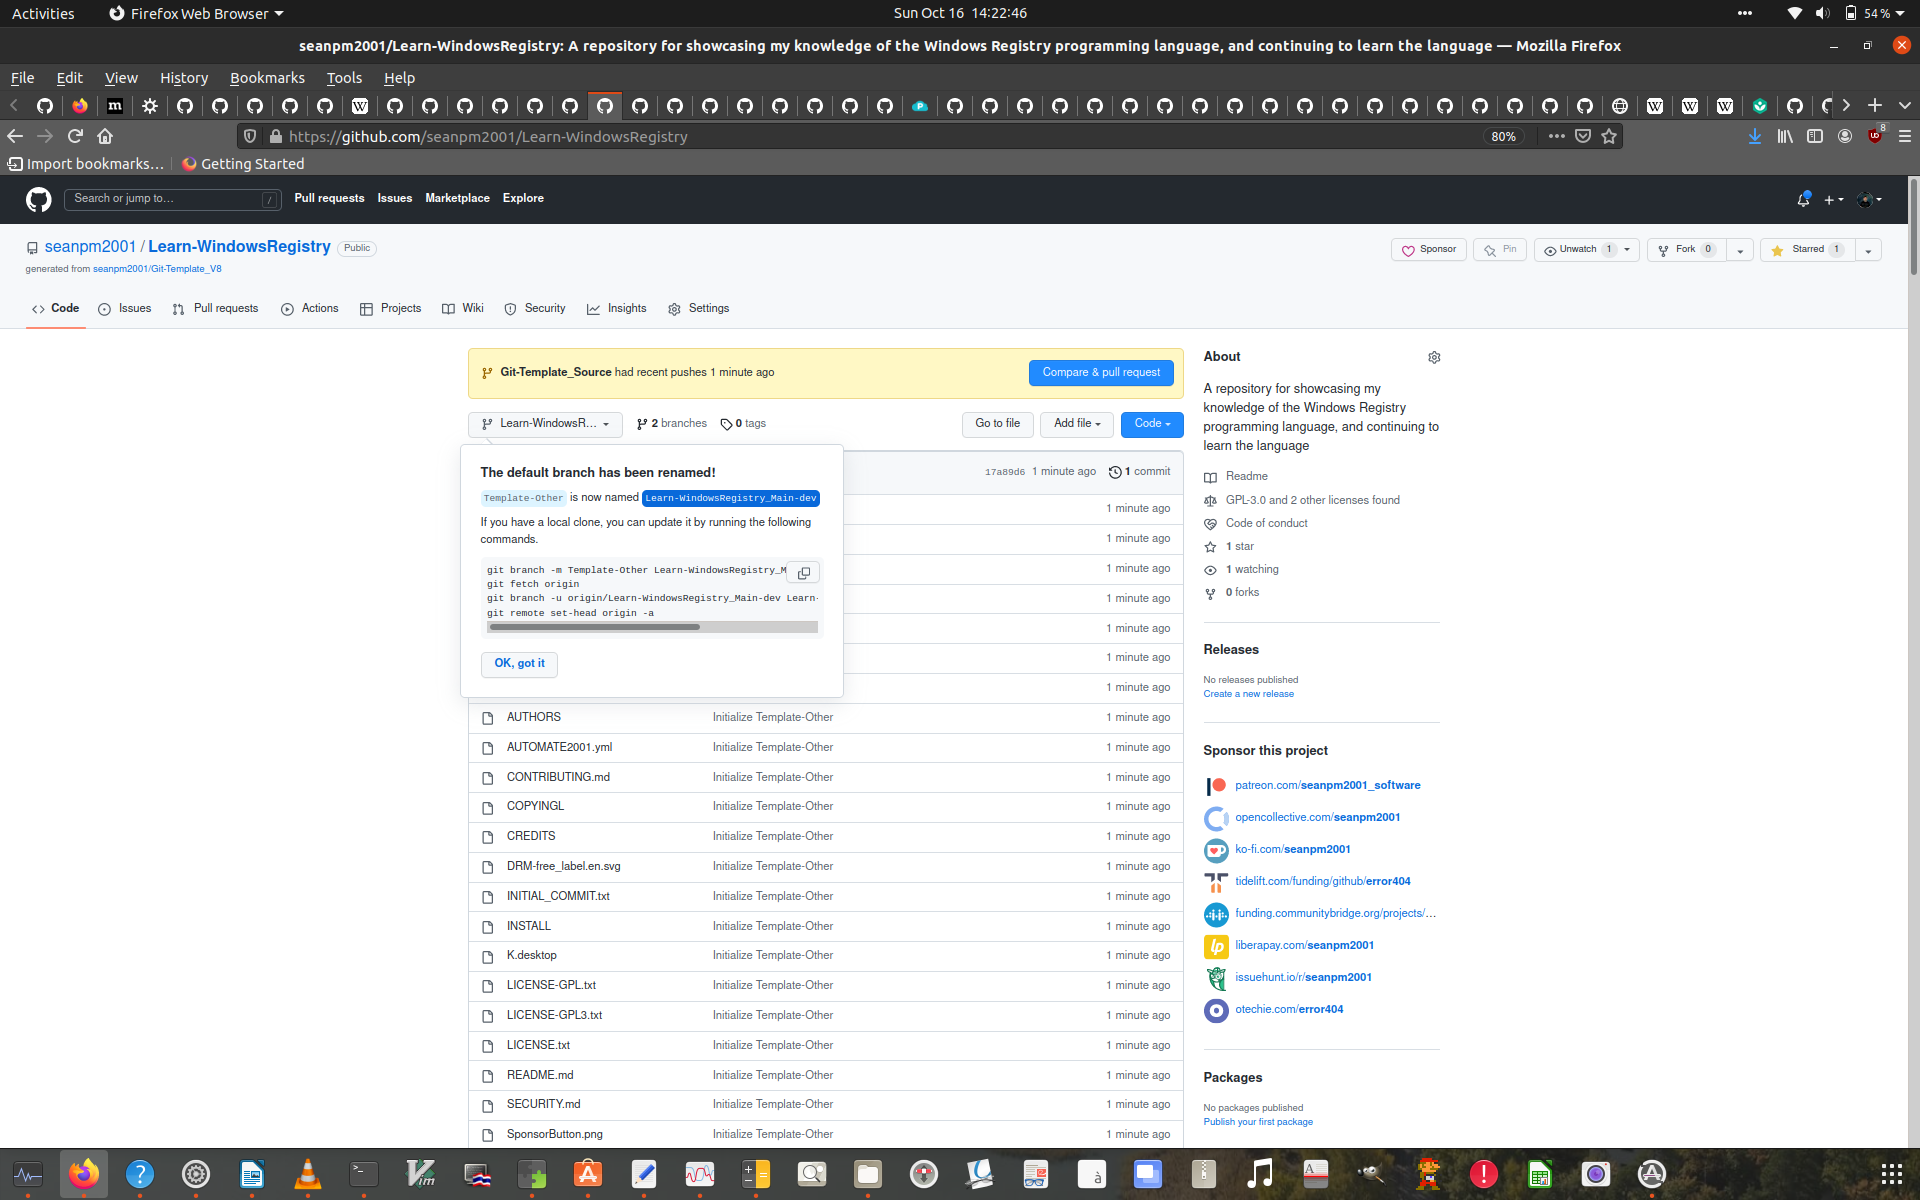 Activities
Firefox Web Browser
Sun Oct 16 14:22:46
54 %
seanpm2001/Learn-WindowsRegistry: A repository for showcasing my knowledge of the Windows Registry programming language, and continuing to learn the language — Mozilla Firefox
File Edit View History Bookmarks Tools Help
https://github.com/seanpm2001/Learn-WindowsRegistry
80%
8
Import bookmarks…
Getting Started
Search or jump to…
/
Pull requests
Issues
Marketplace
Explore
seanpm2001 / Learn-WindowsRegistry
Public
generated from seanpm2001/Git-Template_V8
Sponsor
Pin
Unwatch 1
Fork 0
Starred 1
Code
Issues
Pull requests
Actions
Projects
Wiki
Security
Insights
Settings
Git-Template_Source had recent pushes 1 minute ago
Compare & pull request
Learn-WindowsR…
2 branches
0 tags
Go to file
Add file
Code
The default branch has been renamed!
Template-Other is now named Learn-WindowsRegistry_Main-dev
If you have a local clone, you can update it by running the following
commands.
git branch -m Template-Other Learn-WindowsRegistry_M
git fetch origin
git branch -u origin/Learn-WindowsRegistry_Main-dev Learn-
git remote set-head origin -a
OK, got it
17a89d6 1 minute ago
1 commit
1 minute ago
1 minute ago
1 minute ago
1 minute ago
1 minute ago
1 minute ago
1 minute ago
AUTHORS Initialize Template-Other 1 minute ago
AUTOMATE2001.yml Initialize Template-Other 1 minute ago
CONTRIBUTING.md Initialize Template-Other 1 minute ago
COPYINGL Initialize Template-Other 1 minute ago
CREDITS Initialize Template-Other 1 minute ago
DRM-free_label.en.svg Initialize Template-Other 1 minute ago
INITIAL_COMMIT.txt Initialize Template-Other 1 minute ago
INSTALL Initialize Template-Other 1 minute ago
K.desktop Initialize Template-Other 1 minute ago
LICENSE-GPL.txt Initialize Template-Other 1 minute ago
LICENSE-GPL3.txt Initialize Template-Other 1 minute ago
LICENSE.txt Initialize Template-Other 1 minute ago
README.md Initialize Template-Other 1 minute ago
SECURITY.md Initialize Template-Other 1 minute ago
SponsorButton.png Initialize Template-Other 1 minute ago
About
A repository for showcasing my
knowledge of the Windows Registry
programming language, and continuing to
learn the language
Readme
GPL-3.0 and 2 other licenses found
Code of conduct
1 star
1 watching
0 forks
Releases
No releases published
Create a new release
Sponsor this project
patreon.com/seanpm2001_software
opencollective.com/seanpm2001
ko-fi.com/seanpm2001
tidelift.com/funding/github/error404
funding.communitybridge.org/projects/…
liberapay.com/seanpm2001
issuehunt.io/r/seanpm2001
otechie.com/error404
Packages
No packages published
Publish your first package